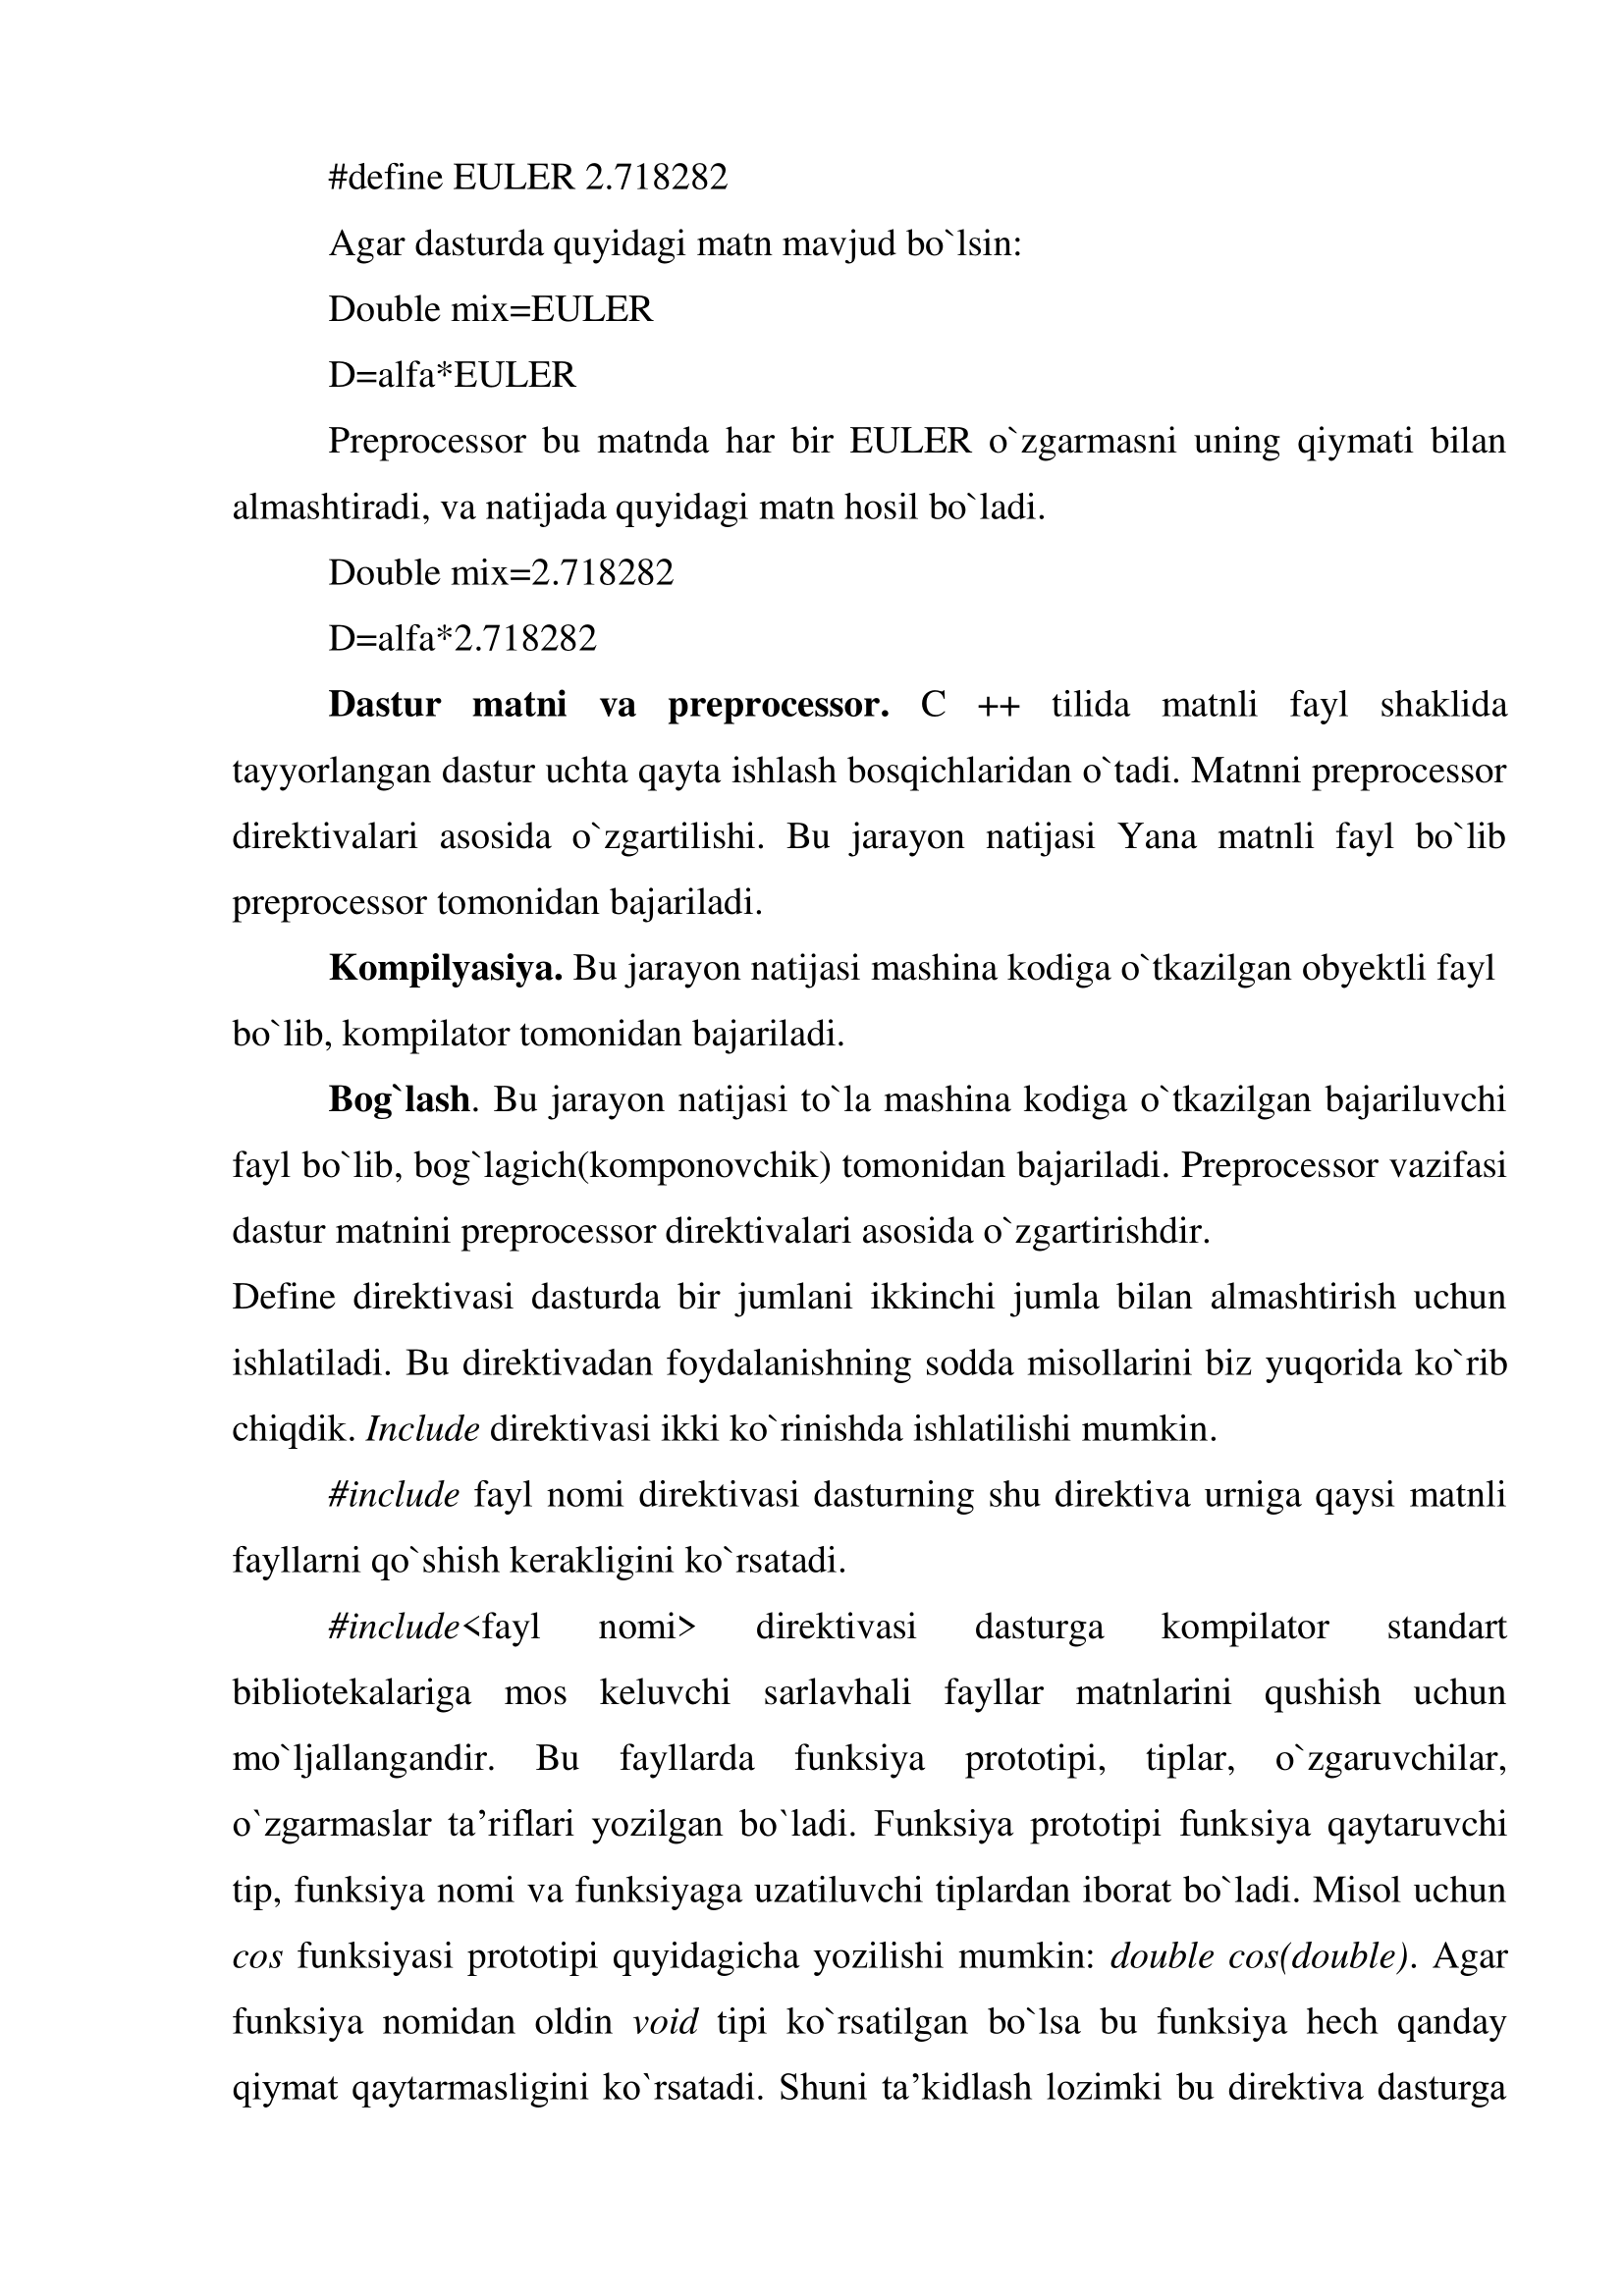 #define EULER 2.718282
Agar dasturda quyidagi matn mavjud bo`lsin:
Double mix=EULER
D=alfa*EULER
Preprocessor bu matnda har bir EULER o`zgarmasni uning qiymati bilan
almashtiradi, va natijada quyidagi matn hosil bo`ladi.
Double mix=2.718282
D=alfa*2.718282
Dastur matni va preprocessor. C ++ tilida matnli fayl shaklida
tayyorlangan dastur uchta qayta ishlash bosqichlaridan o`tadi. Matnni preprocessor
direktivalari asosida o`zgartilishi. Bu jarayon natijasi Yana matnli fayl bo`lib
preprocessor tomonidan bajariladi.
Kompilyasiya. Bu jarayon natijasi mashina kodiga o`tkazilgan obyektli fayl
bo`lib, kompilator tomonidan bajariladi.
Bog`lash. Bu jarayon natijasi to`la mashina kodiga o`tkazilgan bajariluvchi
fayl bo`lib, bog`lagich(komponovchik) tomonidan bajariladi. Preprocessor vazifasi
dastur matnini preprocessor direktivalari asosida o`zgartirishdir.
Define direktivasi dasturda bir jumlani ikkinchi jumla bilan almashtirish uchun
ishlatiladi. Bu direktivadan foydalanishning sodda misollarini biz yuqorida ko`rib
chiqdik. Include direktivasi ikki ko`rinishda ishlatilishi mumkin.
#include fayl nomi direktivasi dasturning shu direktiva urniga qaysi matnli
fayllarni qo`shish kerakligini ko`rsatadi.
#include<fayl nomi> direktivasi dasturga kompilator standart
bibliotekalariga mos keluvchi sarlavhali fayllar matnlarini qushish uchun
mo`ljallangandir. Bu fayllarda funksiya prototipi, tiplar, o`zgaruvchilar,
o`zgarmaslar ta’riflari yozilgan bo`ladi. Funksiya prototipi funksiya qaytaruvchi
tip, funksiya nomi va funksiyaga uzatiluvchi tiplardan iborat bo`ladi. Misol uchun
cos funksiyasi prototipi quyidagicha yozilishi mumkin: double cos(double). Agar
funksiya nomidan oldin void tipi ko`rsatilgan bo`lsa bu funksiya hech qanday
qiymat qaytarmasligini ko`rsatadi. Shuni ta’kidlash lozimki bu direktiva dasturga